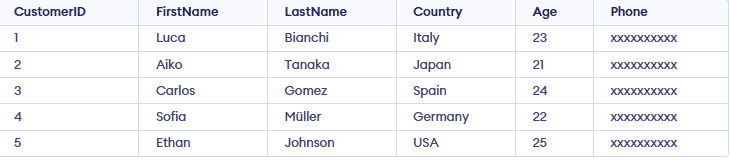 CustomerID FirstName LastName Country Age Phone
1 Luca Bianchi Italy 23 xxxxxxxxxx
2 Aiko Tanaka Japan 21 xxxxxxxxxx
3 Carlos Gomez Spain 24 xxxxxxxxxx
4 Sofia Müller Germany 22 xxxxxxxxxx
5 Ethan Johnson USA 25 xxxxxxxxxx